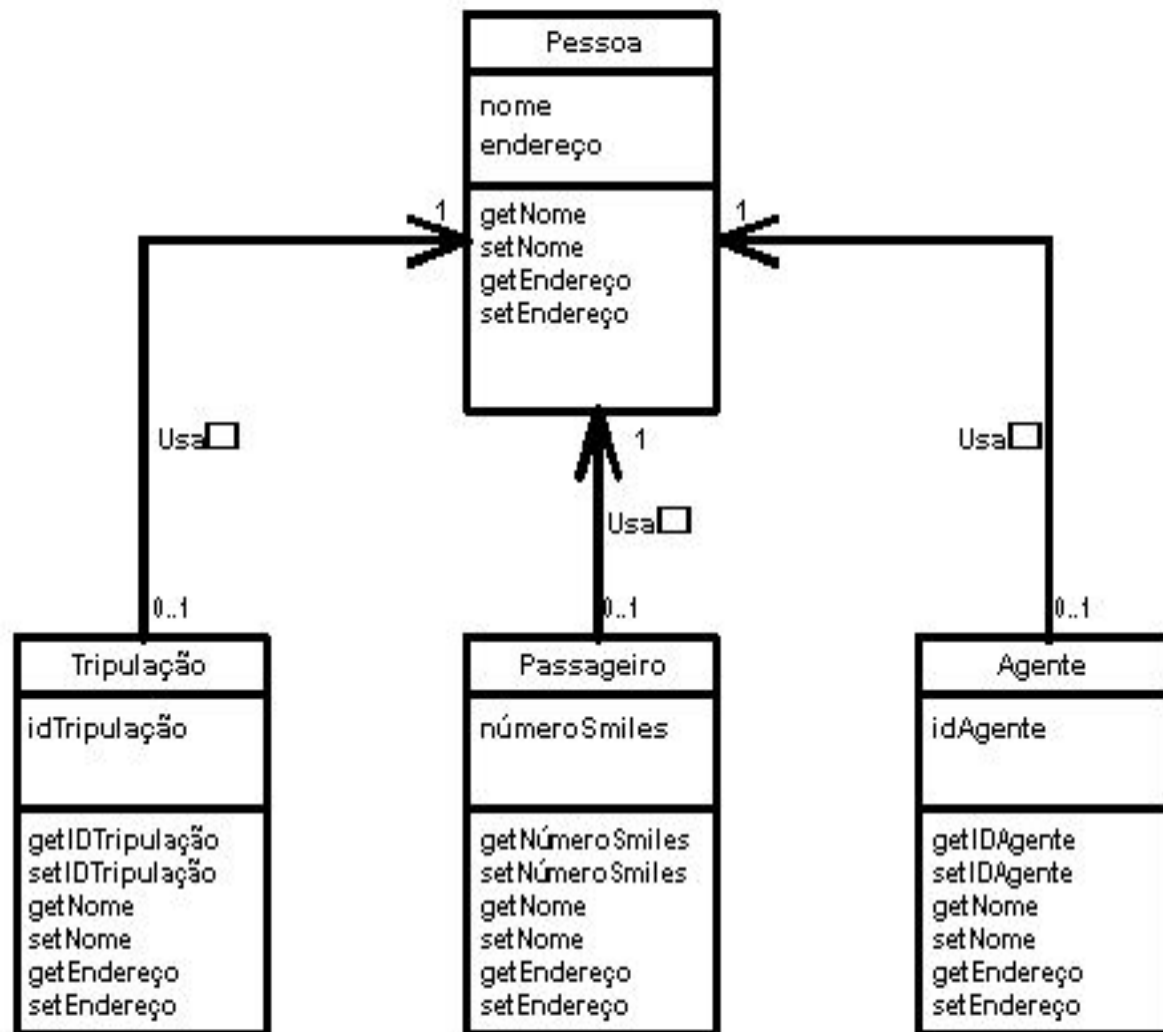 Pessoa
nome
endereço
getNome
setNome
getEndereço
setEndereço
1
1
1
Usa
Usa
Usa
0..1
0..1
0..1
Tripulação
idTripulação
getIDTripulação
setIDTripulação
getNome
setNome
getEndereço
setEndereço
Passageiro
númeroSmiles
getNúmeroSmiles
setNúmeroSmiles
getNome
setNome
getEndereço
setEndereço
Agente
idAgente
getIDAgente
setIDAgente
getNome
setNome
getEndereço
setEndereço